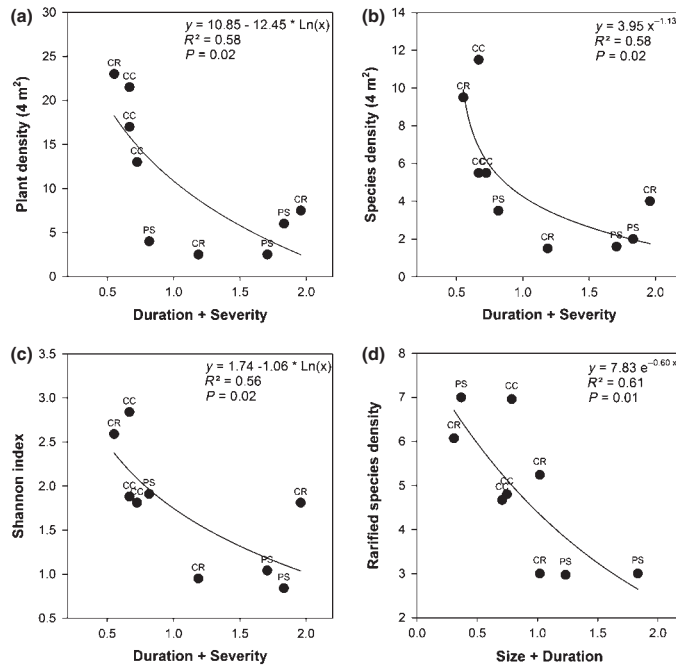 (a)
y = 10.85 - 12.45 * Ln(x)
R² = 0.58
P = 0.02
30
25
20
15
10
5
0
Plant density (4 m²)
CR
CC
CC
CC
PS
CR
PS
PS
CR
0.5 1.0 1.5 2.0
Duration + Severity
(b)
y = 3.95 x^–1.13
R² = 0.58
P = 0.02
14
12
10
8
6
4
2
0
Species density (4 m²)
CC
CR
CC
CC
PS
CR
PS
PS
CR
0.5 1.0 1.5 2.0
Duration + Severity
(c)
y = 1.74 -1.06 * Ln(x)
R² = 0.56
P = 0.02
3.5
3.0
2.5
2.0
1.5
1.0
0.5
0.0
Shannon index
CC
CR
CC
CC
PS
CR
PS
PS
CR
0.5 1.0 1.5 2.0
Duration + Severity
(d)
y = 7.83 e^–0.60 x
R² = 0.61
P = 0.01
8
7
6
5
4
3
2
Rarified species density
PS
CC
CR
CC
CC
CR
CR
PS
PS
0.0 0.5 1.0 1.5 2.0
Size + Duration